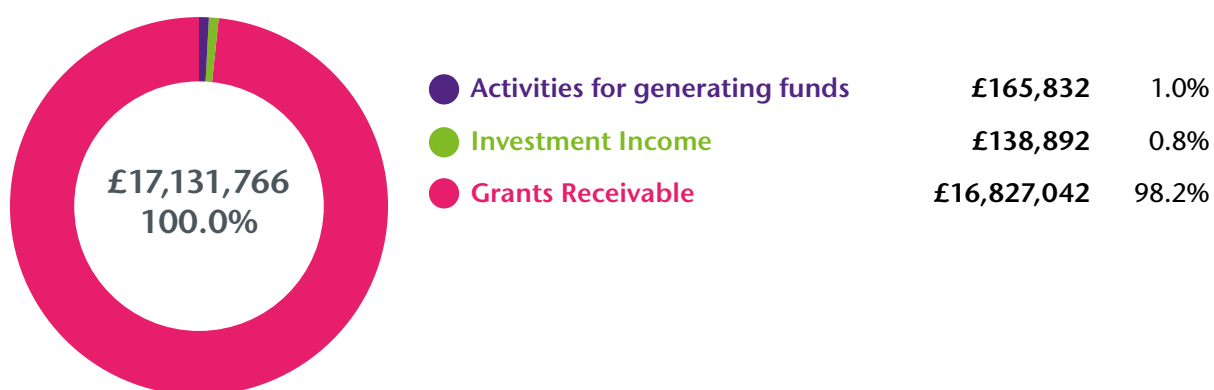 £17,131,766
100.0%
Activities for generating funds £165,832 1.0%
Investment Income £138,892 0.8%
Grants Receivable £16,827,042 98.2%